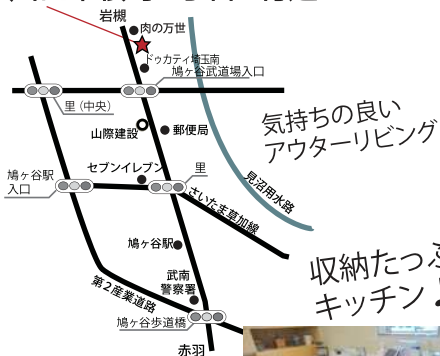 岩槻
肉の万世
ドゥカティ埼玉南
鳩ヶ谷武道場入口
里（中央）
山際建設
郵便局
気持ちの良い
アウターリビング
セブンイレブン
里
鳩ヶ谷駅
入口
さいたま草加線
見沼用水路
鳩ヶ谷駅
収納たっぷ
キッチン♪
武南
警察署
第2産業道路
鳩ヶ谷歩道橋
赤羽